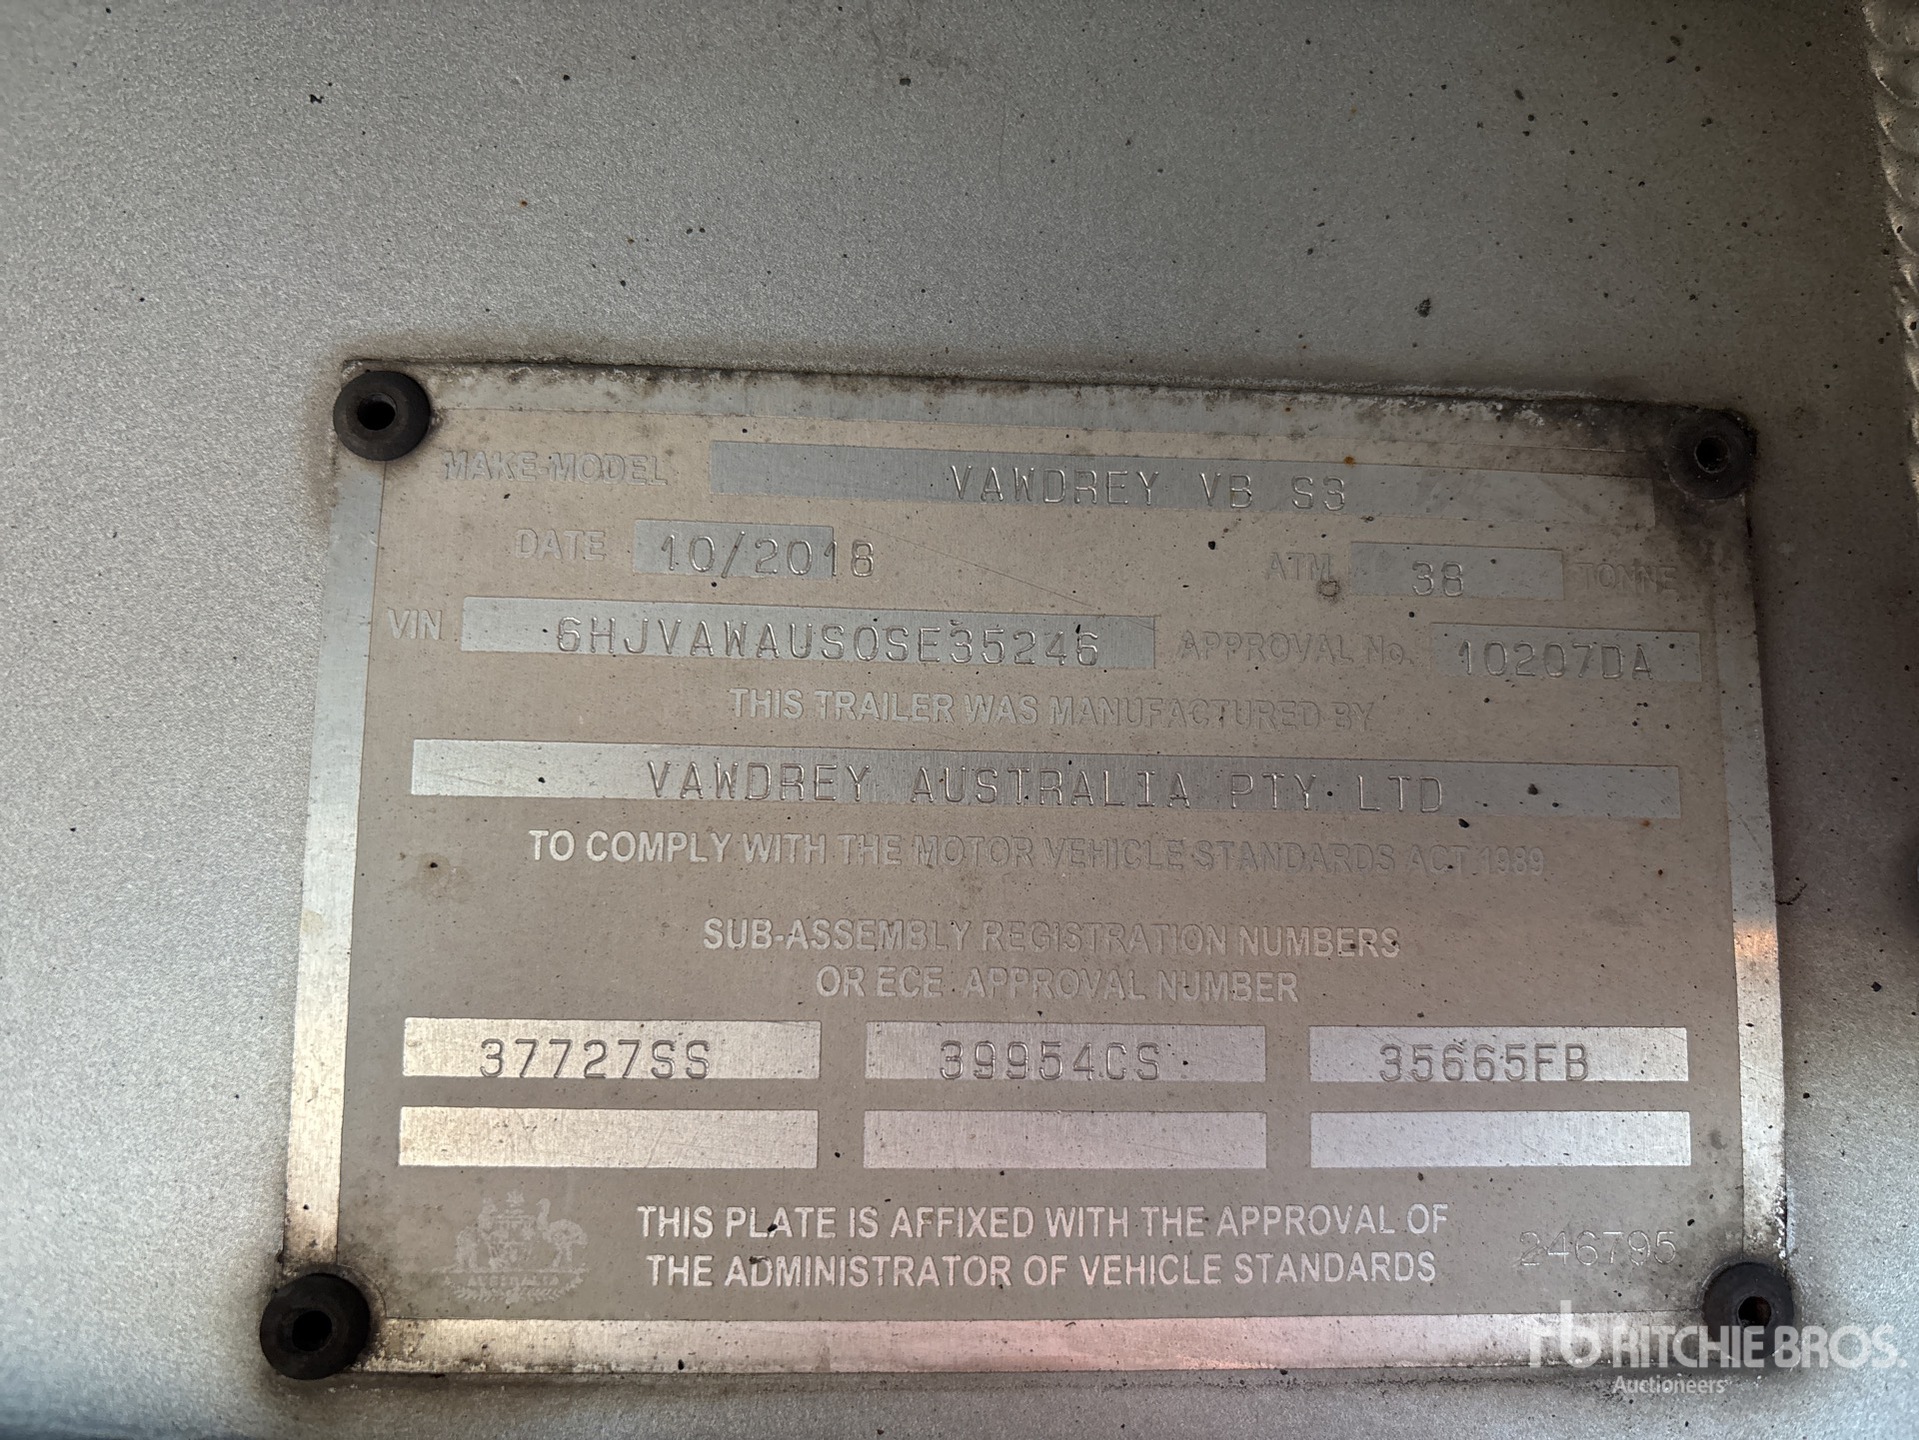 MAKE-MODEL VAWDREY VB S3
DATE 10/2018 ATM 38 TONNE
VIN 6HJVAWAUS0SE35246 APPROVAL No. 10207DA
THIS TRAILER WAS MANUFACTURED BY
VAWDREY AUSTRALIA PTY LTD
TO COMPLY WITH THE MOTOR VEHICLE STANDARDS ACT 1989
SUB-ASSEMBLY REGISTRATION NUMBERS
OR ECE APPROVAL NUMBER
37727SS 39954CS 35665FB
THIS PLATE IS AFFIXED WITH THE APPROVAL OF
THE ADMINISTRATOR OF VEHICLE STANDARDS
246795
AUSTRALIA
rb RITCHIE BROS.
Auctioneers